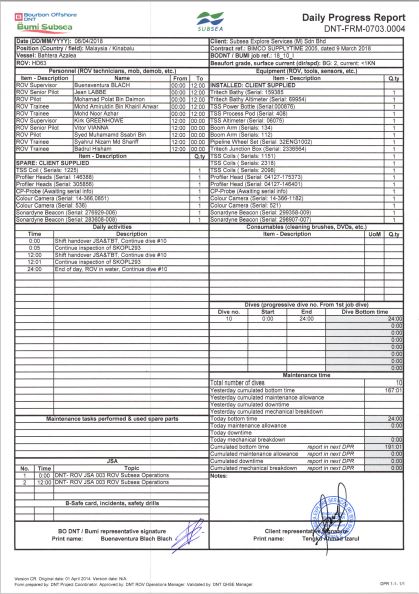 Bourbon Offshore
DNT
Bumi Subsea
SUBSEA
Daily Progress Report
DNT-FRM-0703.0004
Date (DD/MM/YYYY): 06/04/2018
Client: Subsea Explore Services (M) Sdn Bhd
Position (Country / field): Malaysia / Kinabalu
Contract ref.: BIMCO SUPPLYTIME 2005, dated 9 March 2018
Vessel: Bahtera Azalea
BODNT / BUMI job ref.: 18_10_I
ROV: HD63
Beaufort grade, surface current (dir/spd): BG: 2, current: <1KN
Personnel (ROV technicians, mob, demob, etc.)
Equipment (ROV, tools, sensors, etc.)
Item - Description Name From To
Item - Description Q.ty
ROV Supervisor Buenaventura BLACH 00:00 12:00
INSTALLED: CLIENT SUPPLIED
ROV Senior Pilot Jean LABBE 00:00 12:00
Tritech Bathy (Serial: 159385 1
ROV Pilot Mohamad Polat Bin Daimon 00:00 12:00
Tritech Bathy Altimeter (Serial: 69954) 1
ROV Trainee Mohd Amiruldin Bin Khairil Anwar 00:00 12:00
TSS Power Bottle (Serial:000876) 1
ROV Trainee Mohd Noor Azhar 00:00 12:00
TSS Process Pod (Serial: 408) 1
ROV Supervisor Kirk GREENHOWE 12:00 00:00
TSS Altimeter (Serial: 06075) 1
ROV Senior Pilot Vitor VIANNA 12:00 00:00
Boom Arm (Serial: 134) 1
ROV Pilot Syed Muhamamd Ssabri Bin 12:00 00:00
Boom Arm (Serial: 112) 1
ROV Trainee Syahrul Nizam Md Shariff 12:00 00:00
Pipeline Wheel Set (Serial: 32ENG1002) 1
ROV Trainee Badrul Hisham 12:00 00:00
Tritech Junction Box (Serial: 2339564) 1
Item - Description Q.ty
TSS Coils (Serial: 1151) 1
SPARE: CLIENT SUPPLIED
TSS Coils (Serial: 2318) 1
TSS Coil ( Serials: 1225) 1
TSS Coils (Serial: 2098) 1
Profiler Heads (Serial: 146388) 1
Profiler Head (Serial: 04127-175373) 1
Profiler Heads (Serial: 305856) 1
Profiler Head (Serial: 04127-146401) 1
CP-Probe (Awaiting serial info) 1
CP-Probe (Awaiting serial info) 1
Colour Camera (Serial: 14-366,0851) 1
Colour Camera (Serial: 14-366-1182) 1
Colour Camera (Serial: 536) 1
Colour Camera (Serial: 521) 1
Sonardyne Beacon (Serial: 276929-006) 1
Sonardyne Beacon (Serial: 299358-009) 1
Sonardyne Beacon (Serial: 283608-008) 1
Sonardyne Beacon (Serial: 296907-007) 1
Daily activities
Consumables (cleaning brushes, DVDs, etc.)
Time Description
Item - Description UoM Q.ty
0:00 Shift handover JSA&TBT, Continue dive #10
0:05 Continue inspection of SKOPL293
12:00 Shift handover JSA&TBT, Continue dive #10
12:01 Continue inspection of SKOPL293
24:00 End of day, ROV in water, Continue dive #10
Dives (progressive dive no. From 1st job dive)
Dive no. Start End Dive Bottom time
10 0:00 24:00 24:00
0:00
0:00
0:00
0:00
0:00
0:00
0:00
Maintenance time
Total number of dives 10
Yesterday cumulated bottom time 167:01
Yesterday cumulated maintenance allowance
Yesterday cumulated downtime
Yesterday cumulated mechanical breakdown
Maintenance tasks performed & used spare parts
Today bottom time 24:00
Today maintenance allowance 0:00
Today downtime
Today mechanical breakdown 0:00
Cumulated bottom time report in next DPR 191:01
Cumulated maintenance allowance report in next DPR 0:00
Cumulated downtime report in next DPR 0:00
Cumulated mechanical breakdown report in next DPR 0:00
JSA
Notes:
No. Time Topic
1 0:00 DNT- ROV JSA 003 ROV Subsea Operations
2 12:00 DNT- ROV JSA 003 ROV Subsea Operations
B-Safe card, incidents, safety drills
BO DNT / Bumi representative signature
Print name: Buenaventura Blach Blach
Client representative signature
Print name: Tengku Ahmad Izarul
Version CR. Original date: 01 April 2014. Version date: N/A.
Form prepared by: DNT Project Coordinator. Approved by: DNT ROV Operations Manager. Validated by: DNT QHSE Manager.
DPR 1.1. 1/1